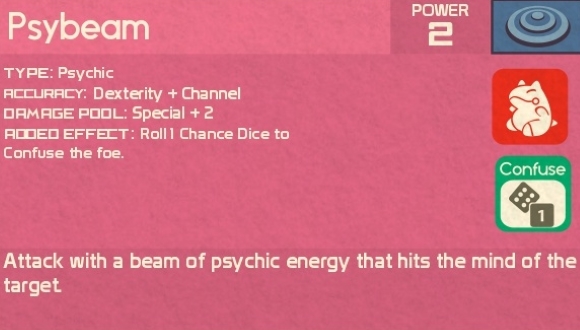 Psybeam
POWER
2
TYPE: Psychic
ACCURACY: Dexterity + Channel
DAMAGE POOL: Special + 2
ADDED EFFECT: Roll 1 Chance Dice to
Confuse the foe.
Confuse
1
Attack with a beam of psychic energy that hits the mind of the
target.